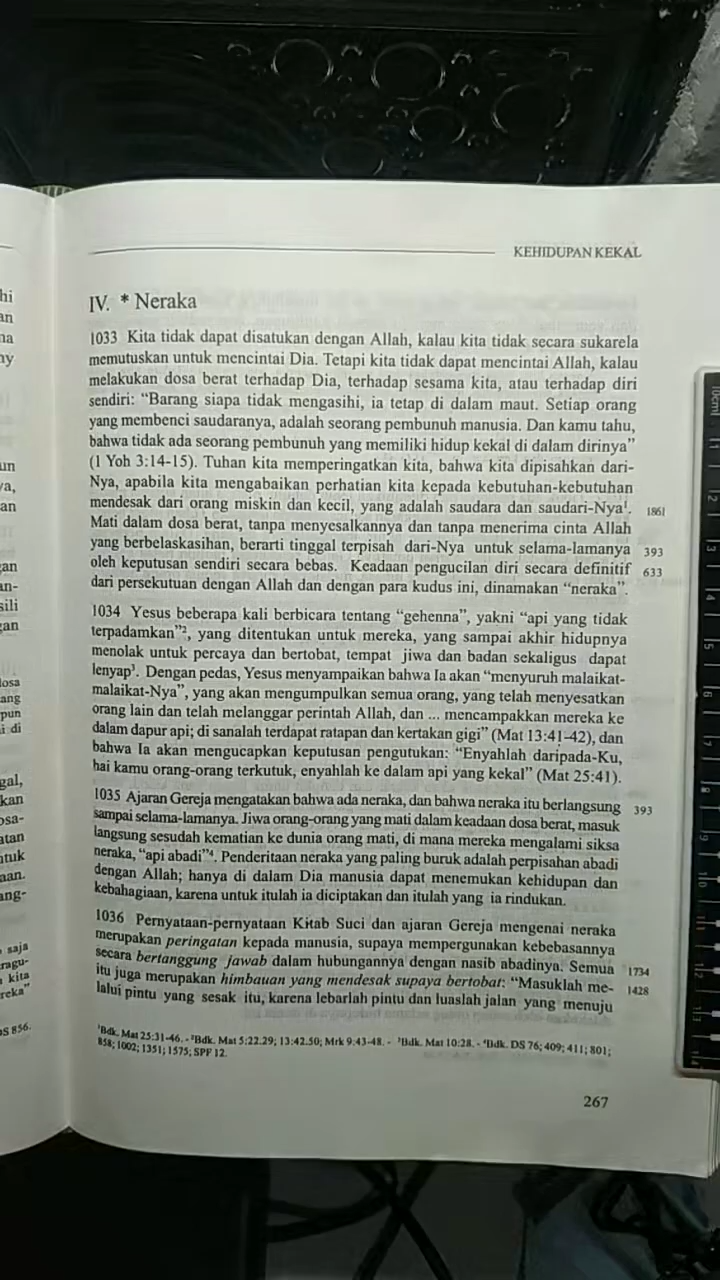 KEHIDUPAN KEKAL
IV. * Neraka
1033 Kita tidak dapat disatukan dengan Allah, kalau kita tidak secara sukarela
memutuskan untuk mencintai Dia. Tetapi kita tidak dapat mencintai Allah, kalau
melakukan dosa berat terhadap Dia, terhadap sesama kita, atau terhadap diri
sendiri: “Barang siapa tidak mengasihi, ia tetap di dalam maut. Setiap orang
yang membenci saudaranya, adalah seorang pembunuh manusia. Dan kamu tahu,
bahwa tidak ada seorang pembunuh yang memiliki hidup kekal di dalam dirinya”
(1 Yoh 3:14-15). Tuhan kita memperingatkan kita, bahwa kita dipisahkan dari-
Nya, apabila kita mengabaikan perhatian kita kepada kebutuhan-kebutuhan
mendesak dari orang miskin dan kecil, yang adalah saudara dan saudari-Nya¹. 1861
Mati dalam dosa berat, tanpa menyesalkannya dan tanpa menerima cinta Allah
yang berbelaskasihan, berarti tinggal terpisah dari-Nya untuk selama-lamanya 393
oleh keputusan sendiri secara bebas. Keadaan pengucilan diri secara definitif 633
dari persekutuan dengan Allah dan dengan para kudus ini, dinamakan “neraka”.
1034 Yesus beberapa kali berbicara tentang “gehenna”, yakni “api yang tidak
terpadamkan”², yang ditentukan untuk mereka, yang sampai akhir hidupnya
menolak untuk percaya dan bertobat, tempat jiwa dan badan sekaligus dapat
lenyap³. Dengan pedas, Yesus menyampaikan bahwa Ia akan “menyuruh malaikat-
malaikat-Nya”, yang akan mengumpulkan semua orang, yang telah menyesatkan
orang lain dan telah melanggar perintah Allah, dan ... mencampakkan mereka ke
dalam dapur api; di sanalah terdapat ratapan dan kertakan gigi” (Mat 13:41-42), dan
bahwa Ia akan mengucapkan keputusan pengutukan: “Enyahlah daripada-Ku,
hai kamu orang-orang terkutuk, enyahlah ke dalam api yang kekal” (Mat 25:41).
1035 Ajaran Gereja mengatakan bahwa ada neraka, dan bahwa neraka itu berlangsung 393
sampai selama-lamanya. Jiwa orang-orang yang mati dalam keadaan dosa berat, masuk
langsung sesudah kematian ke dunia orang mati, di mana mereka mengalami siksa
neraka, “api abadi”⁴. Penderitaan neraka yang paling buruk adalah perpisahan abadi
dengan Allah; hanya di dalam Dia manusia dapat menemukan kehidupan dan
kebahagiaan, karena untuk itulah ia diciptakan dan itulah yang ia rindukan.
1036 Pernyataan-pernyataan Kitab Suci dan ajaran Gereja mengenai neraka
merupakan peringatan kepada manusia, supaya mempergunakan kebebasannya
secara bertanggung jawab dalam hubungannya dengan nasib abadinya. Semua 1734
itu juga merupakan himbauan yang mendesak supaya bertobat: “Masuklah me- 1428
lalui pintu yang sesak itu, karena lebarlah pintu dan luaslah jalan yang menuju
¹Bdk. Mat 25:31-46. - ²Bdk. Mat 5:22.29; 13:42.50; Mrk 9:43-48. - ³Bdk. Mat 10:28. - ⁴Bdk. DS 76; 409; 411; 801;
858; 1002; 1351; 1575; SPF 12.
267